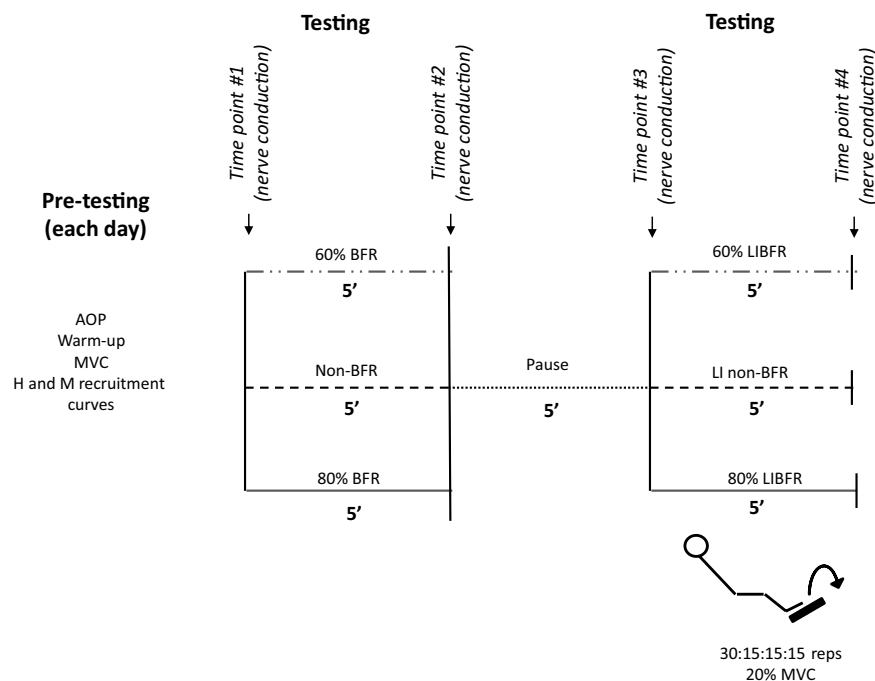 Testing
Testing
Time point #1
(nerve conduction)
Time point #2
(nerve conduction)
Time point #3
(nerve conduction)
Time point #4
(nerve conduction)
Pre-testing
(each day)
AOP
Warm-up
MVC
H and M recruitment
curves
60% BFR
5’
Non-BFR
5’
80% BFR
5’
Pause
5’
60% LIBFR
5’
LI non-BFR
5’
80% LIBFR
5’
30:15:15:15 reps
20% MVC